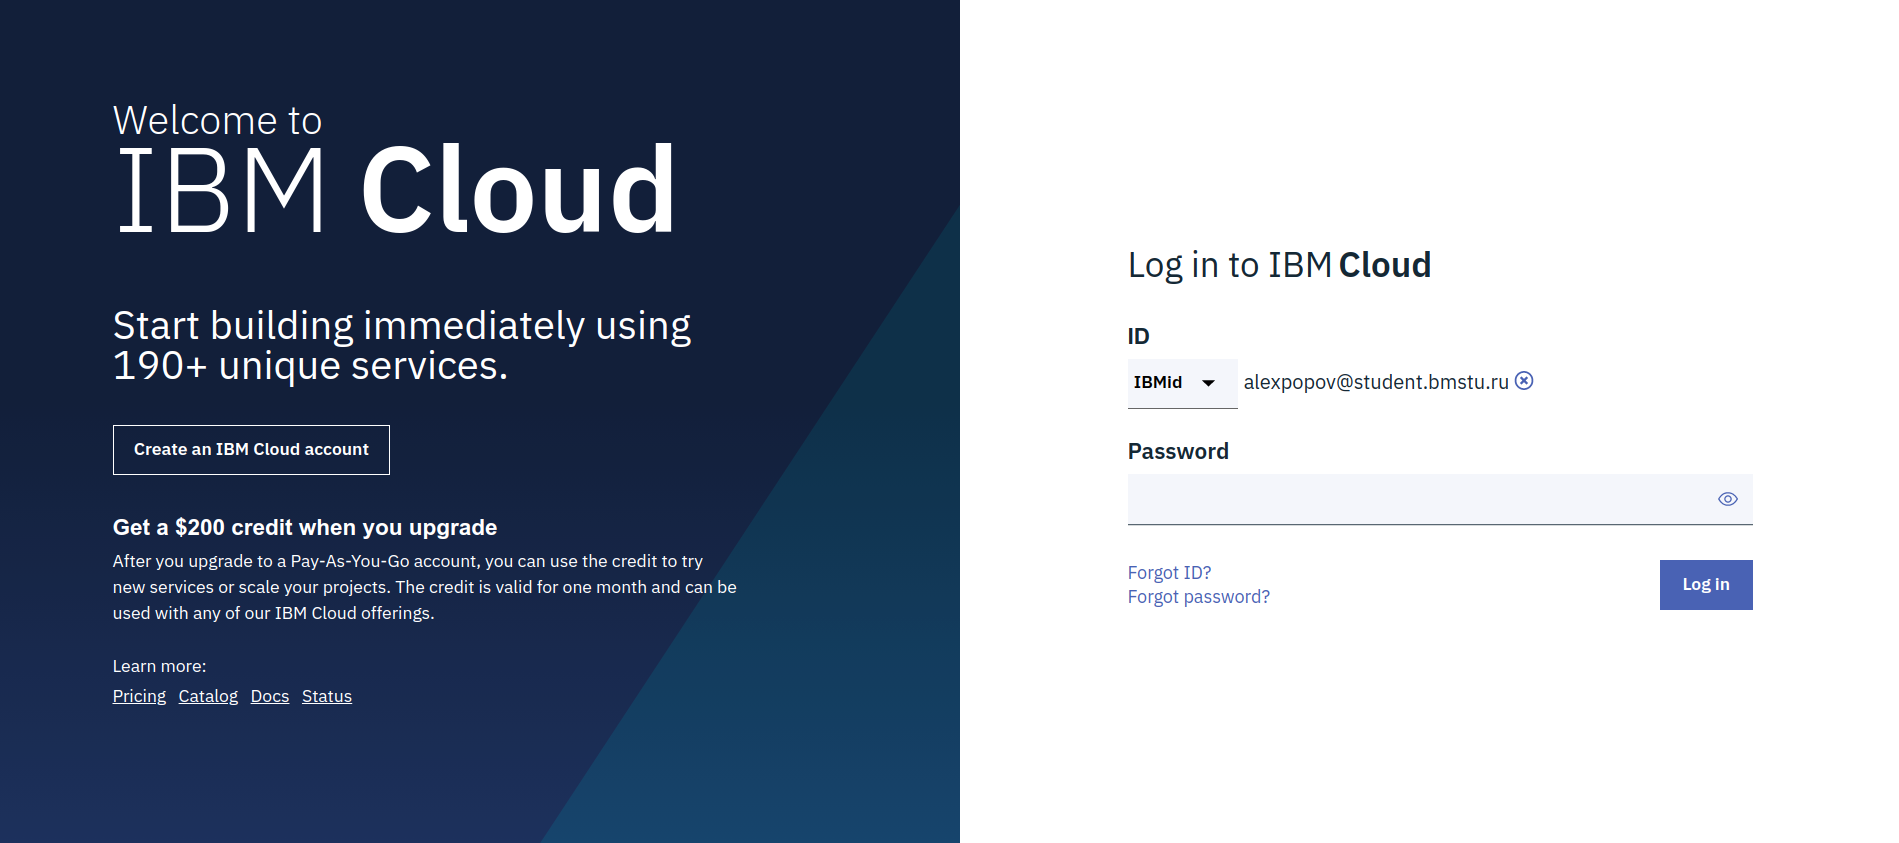 Welcome to
IBM Cloud
Start building immediately using
190+ unique services.
Create an IBM Cloud account
Get a $200 credit when you upgrade
After you upgrade to a Pay-As-You-Go account, you can use the credit to try
new services or scale your projects. The credit is valid for one month and can be
used with any of our IBM Cloud offerings.
Learn more:
Pricing Catalog Docs Status
Log in to IBM Cloud
ID
IBMid alexpopov@student.bmstu.ru
Password
Forgot ID?
Forgot password?
Log in